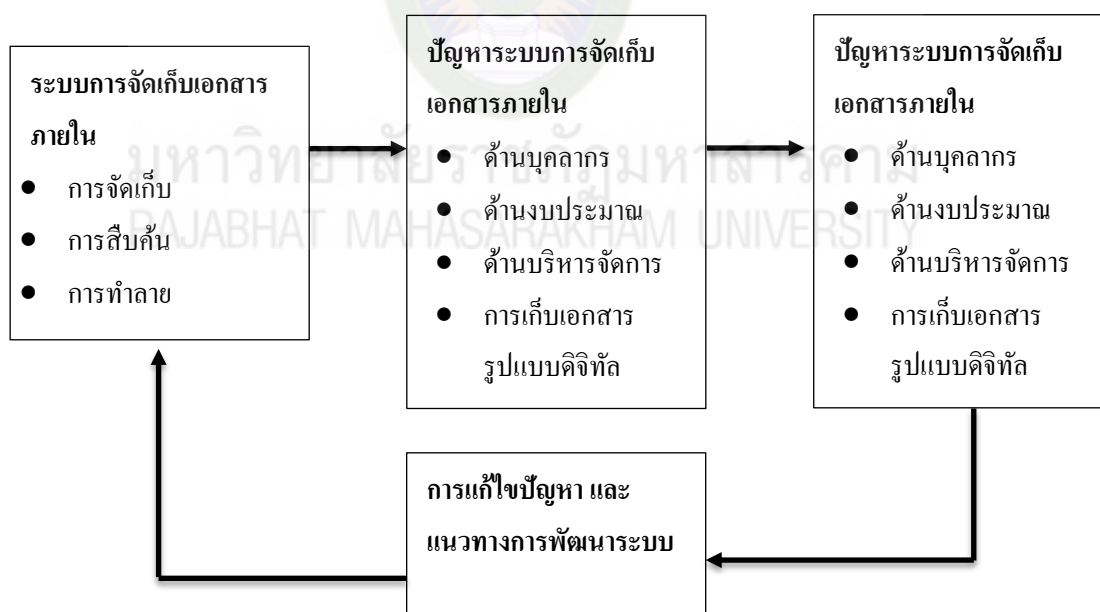 ระบบการจัดเก็บเอกสาร
ภายใน
● การจัดเก็บ
● การสืบค้น
● การทำลาย
ปัญหาระบบการจัดเก็บ
เอกสารภายใน
● ด้านบุคลากร
● ด้านงบประมาณ
● ด้านบริหารจัดการ
● การเก็บเอกสาร
รูปแบบดิจิทัล
ปัญหาระบบการจัดเก็บ
เอกสารภายใน
● ด้านบุคลากร
● ด้านงบประมาณ
● ด้านบริหารจัดการ
● การเก็บเอกสาร
รูปแบบดิจิทัล
การแก้ไขปัญหา และ
แนวทางการพัฒนาระบบ
มหาวิทยาลัยราชภัฏมหาสารคาม
RAJABHAT MAHASARAKHAM UNIVERSITY